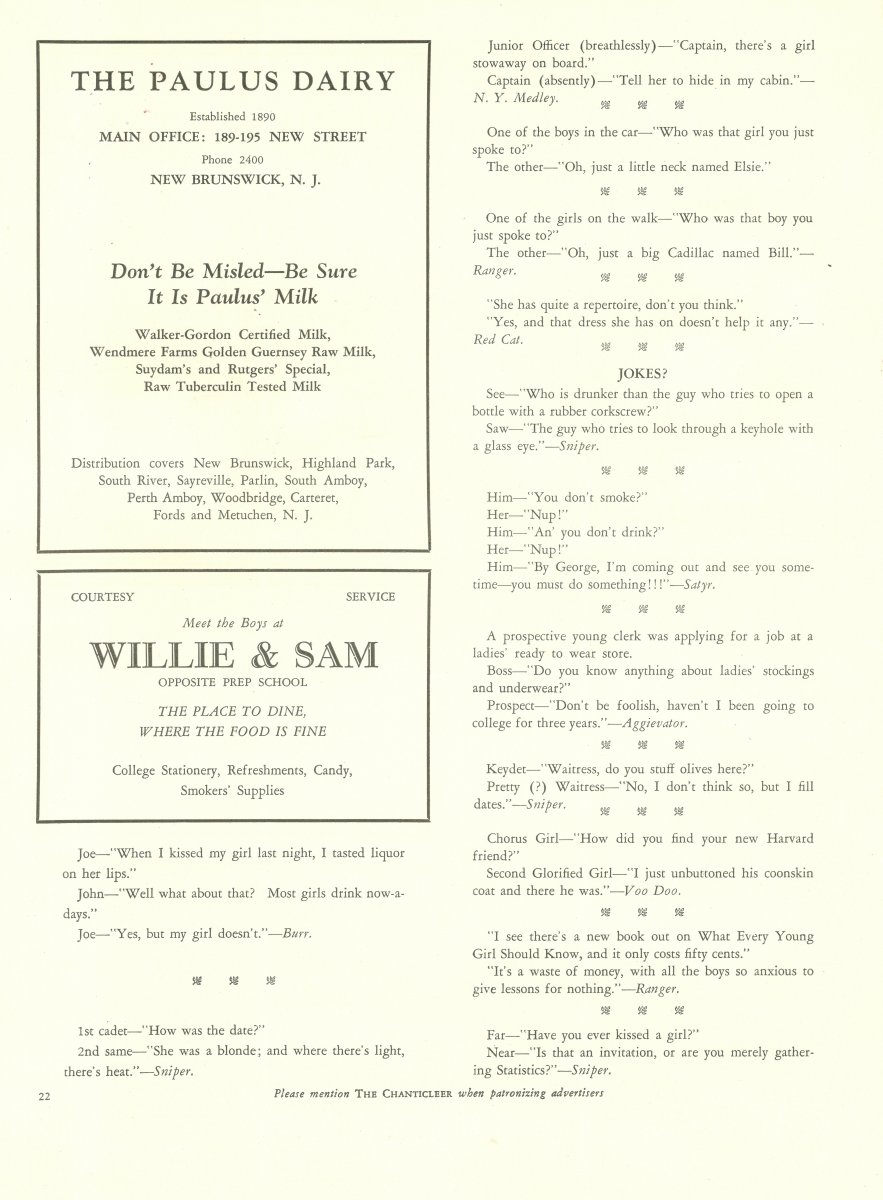 THE PAULUS DAIRY
Established 1890
MAIN OFFICE: 189-195 NEW STREET
Phone 2400
NEW BRUNSWICK, N. J.
Don't Be Misled—Be Sure
It Is Paulus' Milk
Walker-Gordon Certified Milk,
Wendmere Farms Golden Guernsey Raw Milk,
Suydam's and Rutgers' Special,
Raw Tuberculin Tested Milk
Distribution covers New Brunswick, Highland Park,
South River, Sayreville, Parlin, South Amboy,
Perth Amboy, Woodbridge, Carteret,
Fords and Metuchen, N. J.
COURTESY SERVICE
Meet the Boys at
WILLIE & SAM
OPPOSITE PREP SCHOOL
THE PLACE TO DINE,
WHERE THE FOOD IS FINE
College Stationery, Refreshments, Candy,
Smokers' Supplies
Joe—"When I kissed my girl last night, I tasted liquor
on her lips."
John—"Well what about that? Most girls drink now-a-
days."
Joe—"Yes, but my girl doesn't."—Burr.
1st cadet—"How was the date?"
2nd same—"She was a blonde; and where there's light,
there's heat."—Sniper.
Junior Officer (breathlessly)—"Captain, there's a girl
stowaway on board."
Captain (absently)—"Tell her to hide in my cabin."—
N. Y. Medley.
One of the boys in the car—"Who was that girl you just
spoke to?"
The other—"Oh, just a little neck named Elsie."
One of the girls on the walk—"Who was that boy you
just spoke to?"
The other—"Oh, just a big Cadillac named Bill."—
Ranger.
"She has quite a repertoire, don't you think."
"Yes, and that dress she has on doesn't help it any."—
Red Cat.
JOKES?
See—"Who is drunker than the guy who tries to open a
bottle with a rubber corkscrew?"
Saw—"The guy who tries to look through a keyhole with
a glass eye."—Sniper.
Him—"You don't smoke?"
Her—"Nup!"
Him—"An' you don't drink?"
Her—"Nup!"
Him—"By George, I'm coming out and see you some-
time—you must do something!!!"—Satyr.
A prospective young clerk was applying for a job at a
ladies' ready to wear store.
Boss—"Do you know anything about ladies' stockings
and underwear?"
Prospect—"Don't be foolish, haven't I been going to
college for three years."—Aggievator.
Keydet—"Waitress, do you stuff olives here?"
Pretty (?) Waitress—"No, I don't think so, but I fill
dates."—Sniper.
Chorus Girl—"How did you find your new Harvard
friend?"
Second Glorified Girl—"I just unbuttoned his coonskin
coat and there he was."—Voo Doo.
"I see there's a new book out on What Every Young
Girl Should Know, and it only costs fifty cents."
"It's a waste of money, with all the boys so anxious to
give lessons for nothing."—Ranger.
Far—"Have you ever kissed a girl?"
Near—"Is that an invitation, or are you merely gather-
ing Statistics?"—Sniper.
22
Please mention THE CHANTICLEER when patronizing advertisers